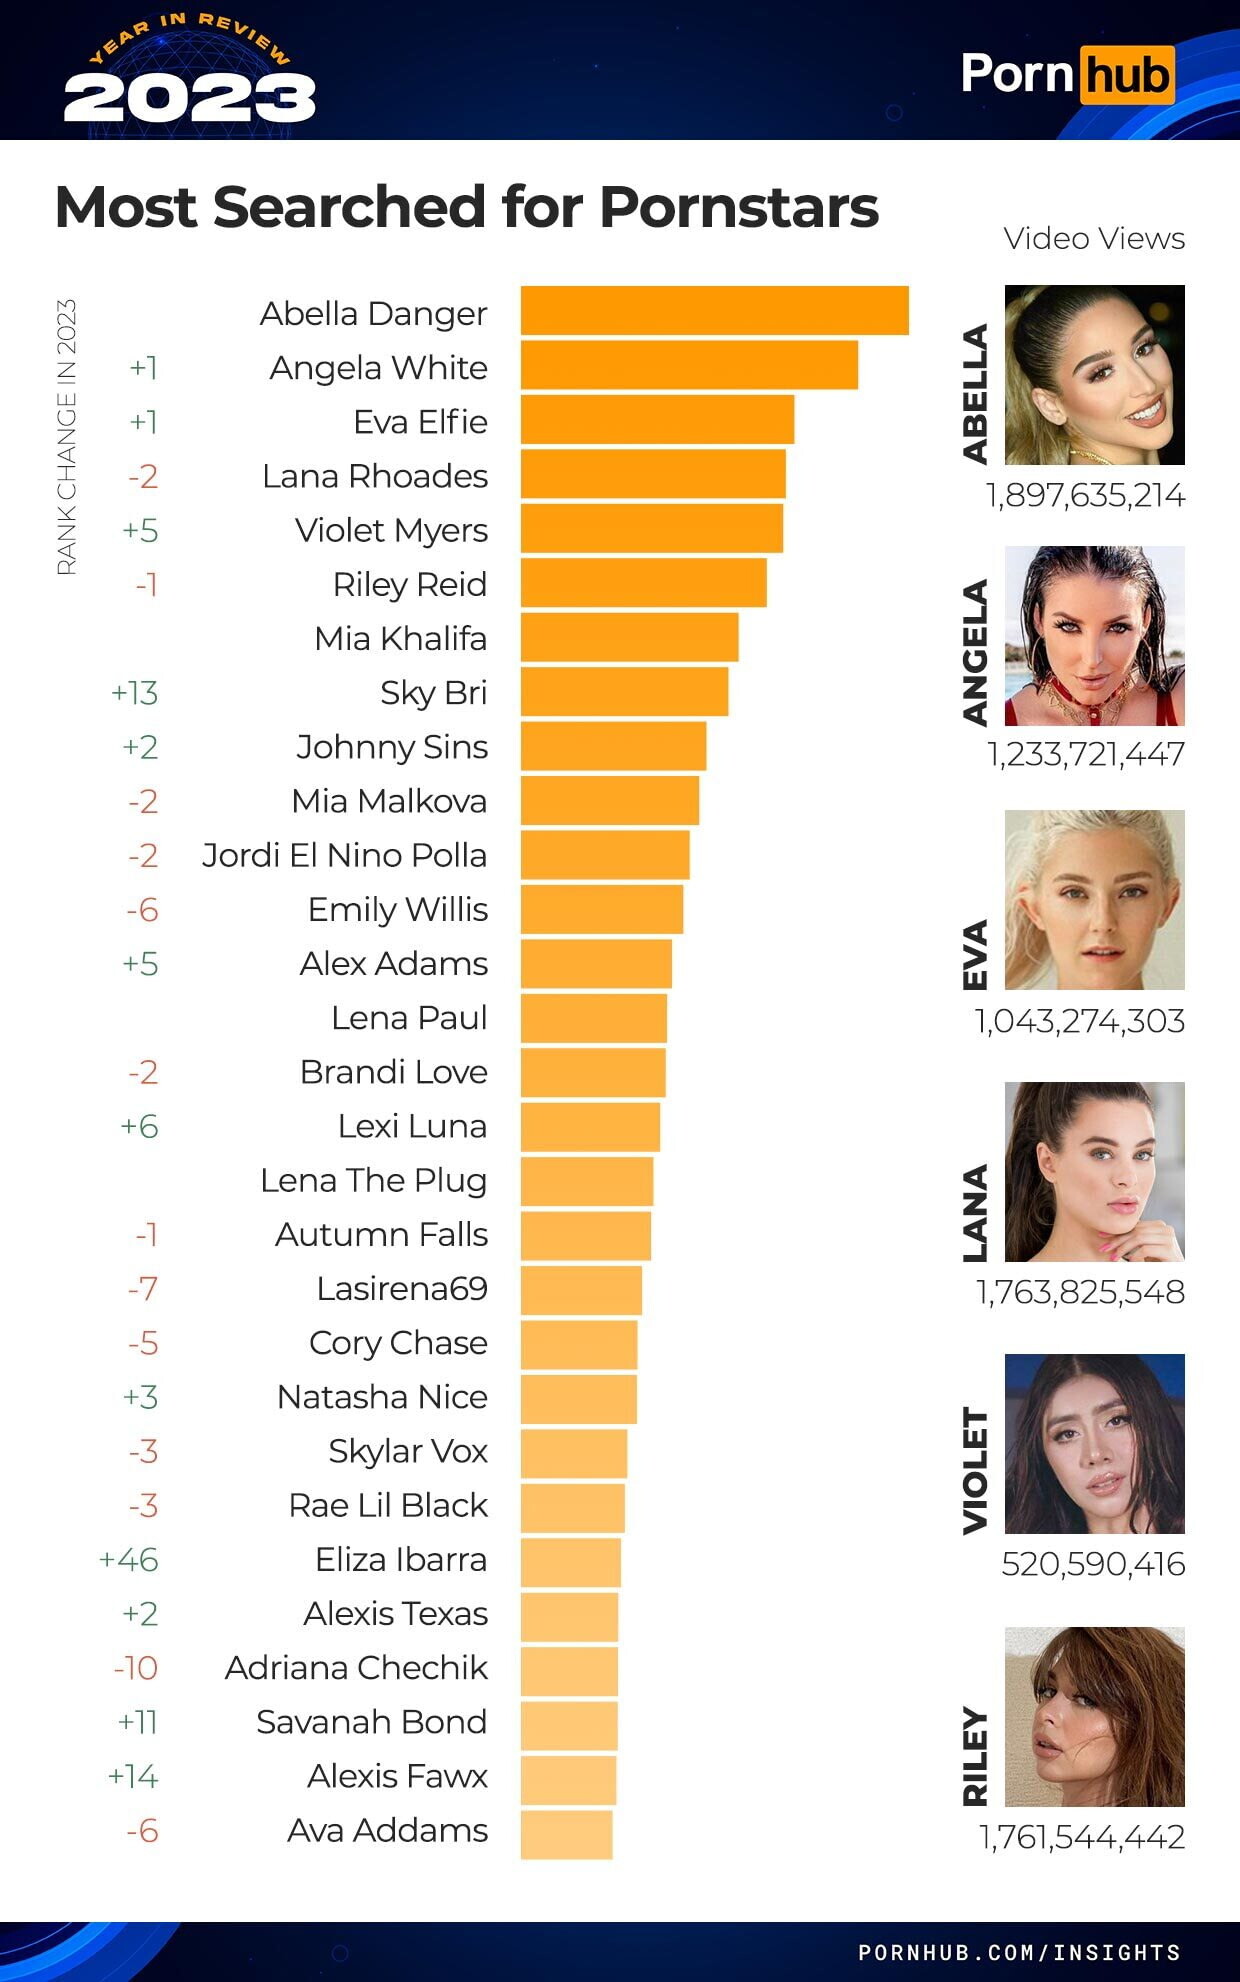 YEAR IN REVIEW
2023
Porn hub
Most Searched for Pornstars
Video Views
RANK CHANGE IN 2023
Abella Danger
+1 Angela White
+1 Eva Elfie
-2 Lana Rhoades
+5 Violet Myers
-1 Riley Reid
Mia Khalifa
+13 Sky Bri
+2 Johnny Sins
-2 Mia Malkova
-2 Jordi El Nino Polla
-6 Emily Willis
+5 Alex Adams
Lena Paul
-2 Brandi Love
+6 Lexi Luna
Lena The Plug
-1 Autumn Falls
-7 Lasirena69
-5 Cory Chase
+3 Natasha Nice
-3 Skylar Vox
-3 Rae Lil Black
+46 Eliza Ibarra
+2 Alexis Texas
-10 Adriana Chechik
+11 Savanah Bond
+14 Alexis Fawx
-6 Ava Addams
ABELLA
1,897,635,214
ANGELA
1,233,721,447
EVA
1,043,274,303
LANA
1,763,825,548
VIOLET
520,590,416
RILEY
1,761,544,442
PORNHUB.COM/INSIGHTS